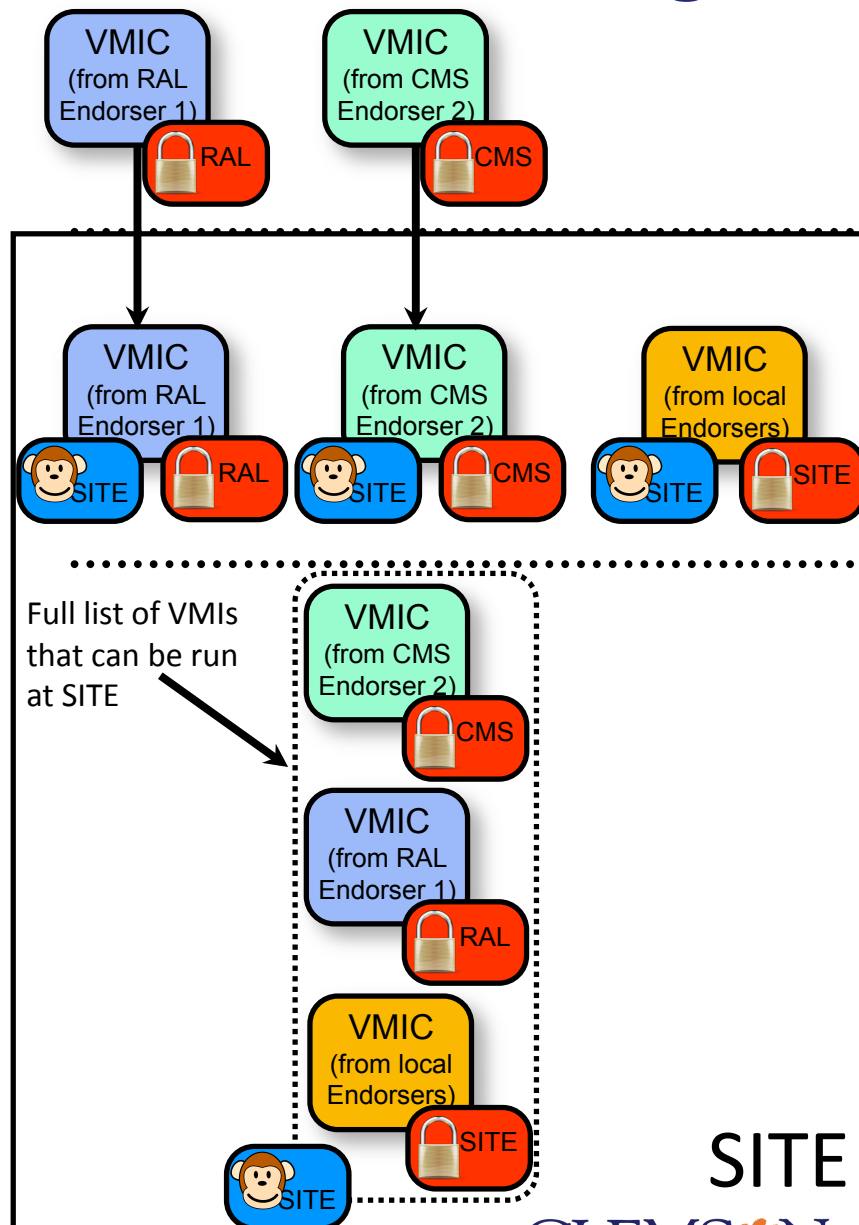 VMIC
(from RAL
Endorser 1)
RAL
VMIC
(from CMS
Endorser 2)
CMS
VMIC
(from RAL
Endorser 1)
SITE
RAL
VMIC
(from CMS
Endorser 2)
SITE
CMS
VMIC
(from local
Endorsers)
SITE
SITE
Full list of VMIs
that can be run
at SITE
VMIC
(from CMS
Endorser 2)
CMS
VMIC
(from RAL
Endorser 1)
RAL
VMIC
(from local
Endorsers)
SITE
SITE
SITE